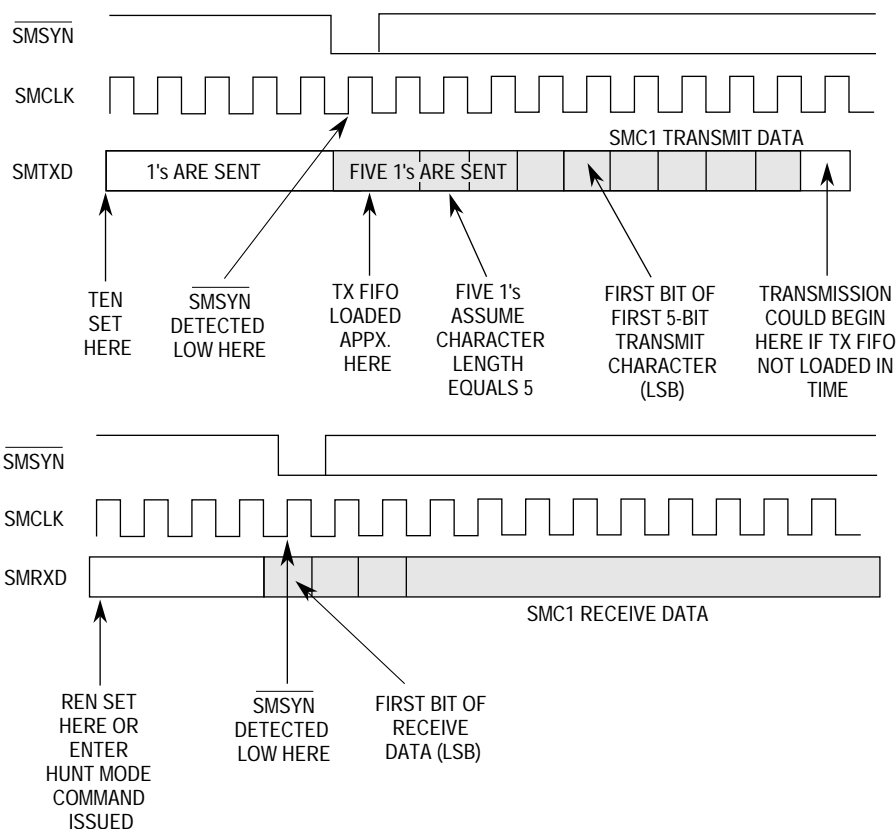 SMSYN
SMCLK
SMC1 TRANSMIT DATA
SMTXD
1's ARE SENT
FIVE 1's ARE SENT
TEN
SET
HERE
SMSYN
DETECTED
LOW HERE
TX FIFO
LOADED
APPX.
HERE
FIVE 1's
ASSUME
CHARACTER
LENGTH
EQUALS 5
FIRST BIT OF
FIRST 5-BIT
TRANSMIT
CHARACTER
(LSB)
TRANSMISSION
COULD BEGIN
HERE IF TX FIFO
NOT LOADED IN
TIME
SMSYN
SMCLK
SMRXD
SMC1 RECEIVE DATA
REN SET
HERE OR
ENTER
HUNT MODE
COMMAND
ISSUED
SMSYN
DETECTED
LOW HERE
FIRST BIT OF
RECEIVE
DATA (LSB)